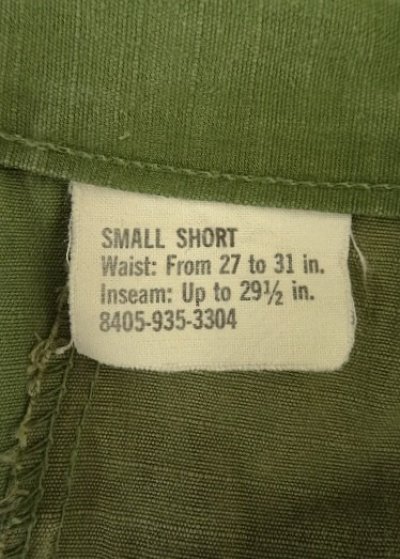 SMALL SHORT
Waist: From 27 to 31 in.
Inseam: Up to 29½ in.
8405-935-3304